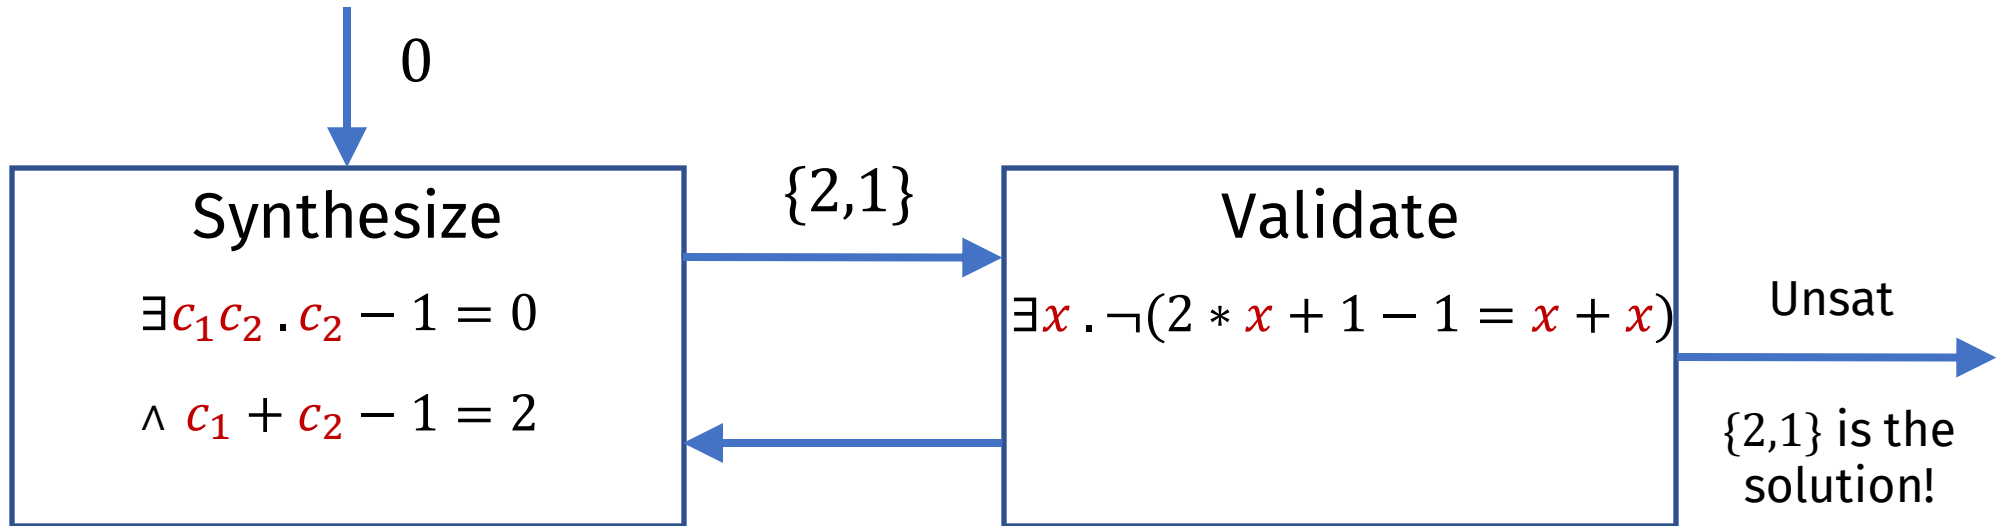 0
Synthesize
∃c₁c₂ . c₂ − 1 = 0
∧ c₁ + c₂ − 1 = 2
{2,1}
Validate
∃x . ¬(2 ∗ x + 1 − 1 = x + x)
Unsat
{2,1} is the
solution!